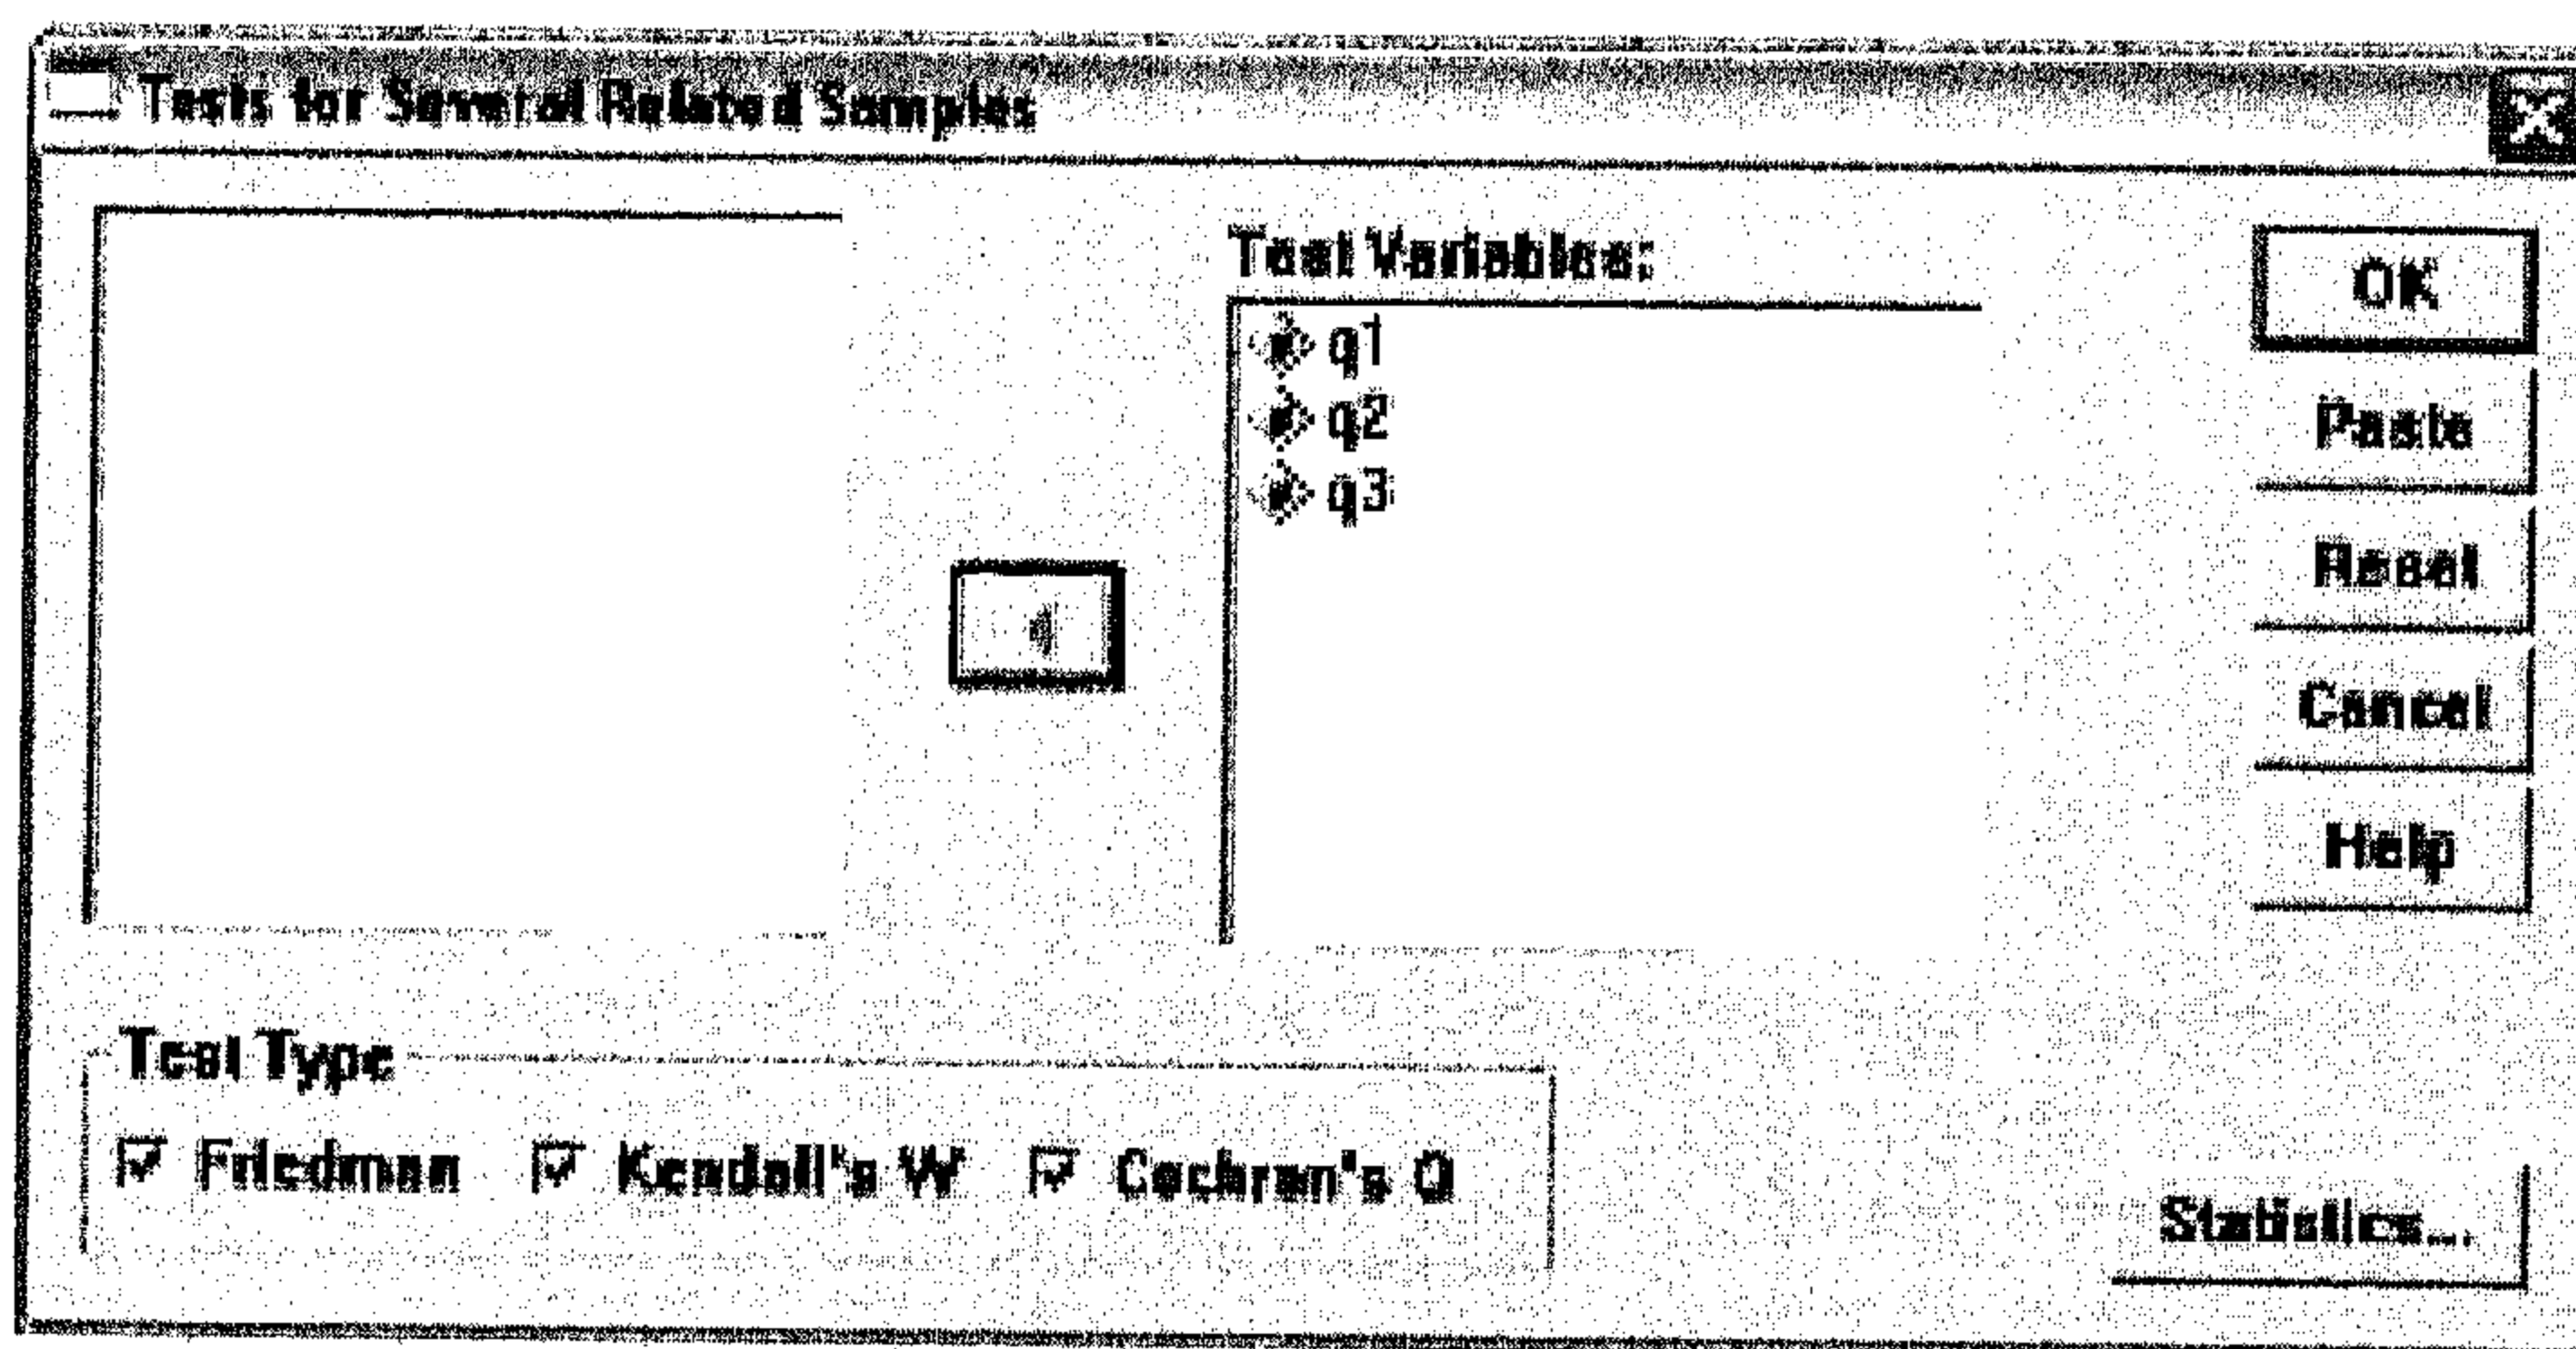 Tests for Several Related Samples
Test Variables:
q1
q2
q3
OK
Paste
Reset
Cancel
Help
Test Type
Friedman
Kendall's W
Cochran's Q
Statistics...